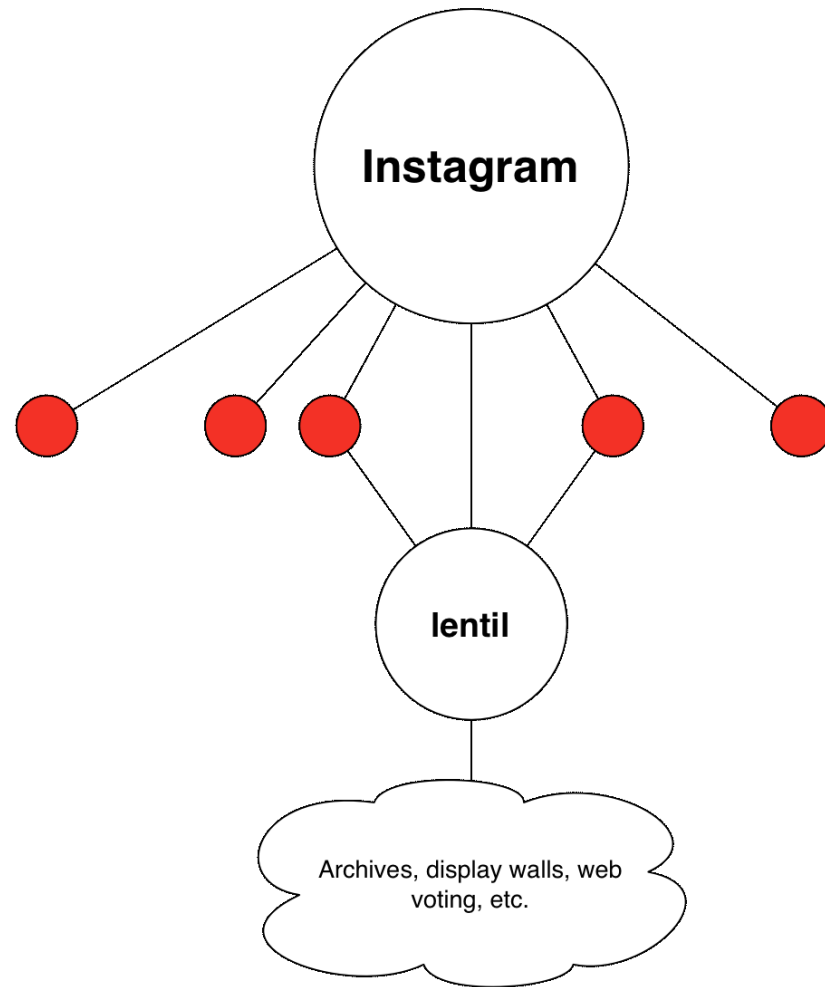 Instagram
lentil
Archives, display walls, web
voting, etc.